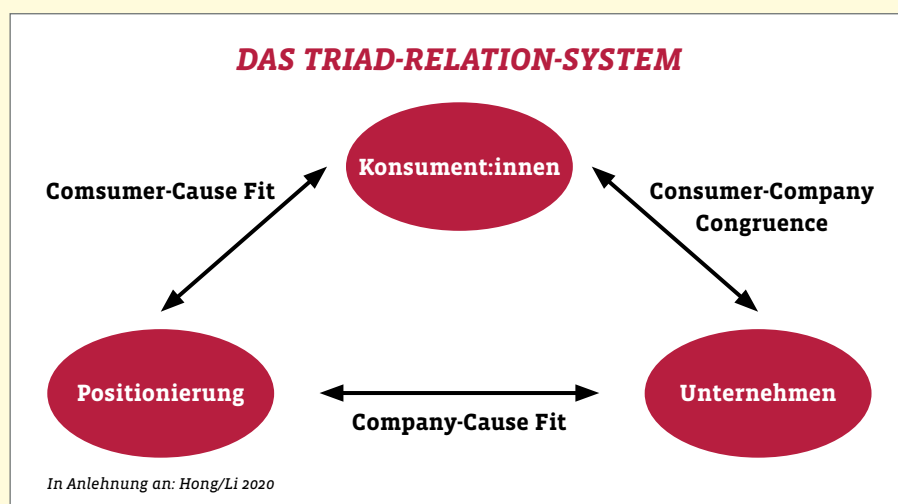 DAS TRIAD-RELATION-SYSTEM
Konsument:innen
Comsumer-Cause Fit
Consumer-Company
Congruence
Positionierung
Unternehmen
Company-Cause Fit
In Anlehnung an: Hong/Li 2020